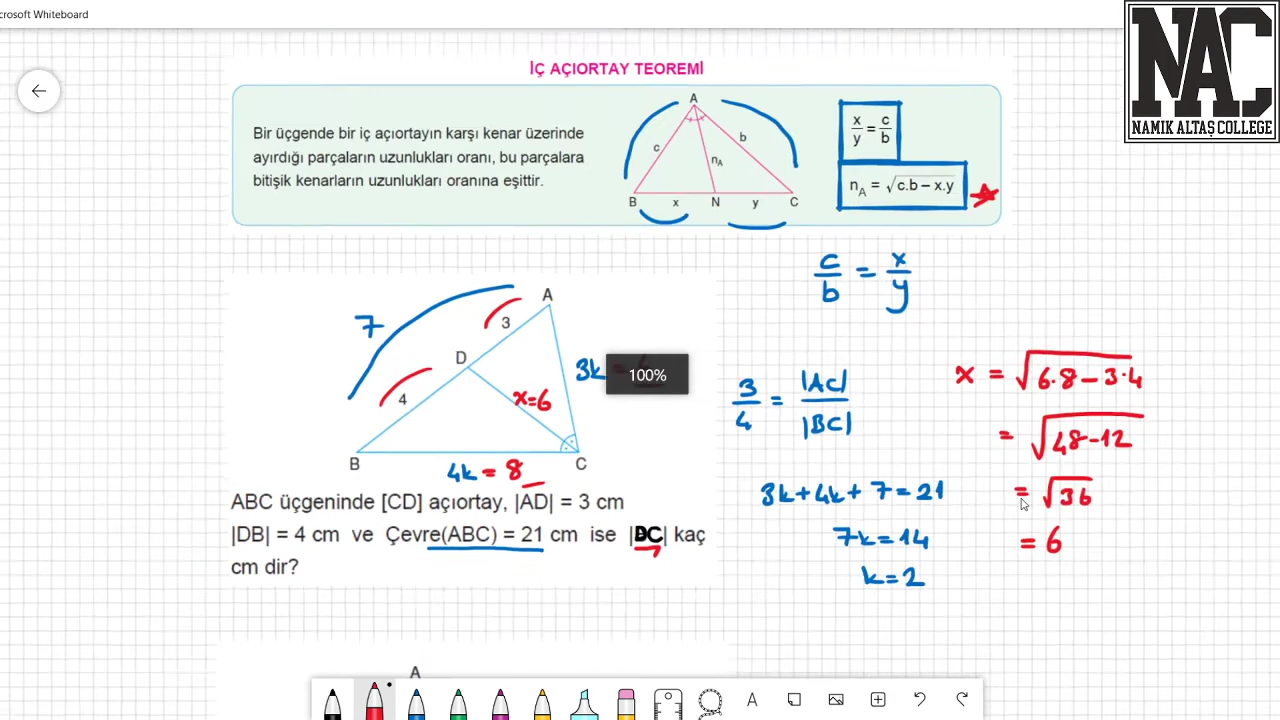 crosoft Whiteboard
NAC
NAMIK ALTAŞ COLLEGE
İÇ AÇIORTAY TEOREMİ
Bir üçgende bir iç açıortayın karşı kenar üzerinde
ayırdığı parçaların uzunlukları oranı, bu parçalara
bitişik kenarların uzunlukları oranına eşittir.
A
c
b
n_A
B x N y C
x/y = c/b
n_A = √(c.b – x.y)
c/b = x/y
7
A
3
D
4
3k
100%
x=6
B
C
4k = 8
3/4 = |AC|/|BC|
3k+4k+7=21
7k=14
k=2
x = √(6·8–3·4)
= √(48-12)
= √36
= 6
ABC üçgeninde [CD] açıortay, |AD| = 3 cm
|DB| = 4 cm ve Çevre(ABC) = 21 cm ise |DC| kaç
cm dir?
A
A